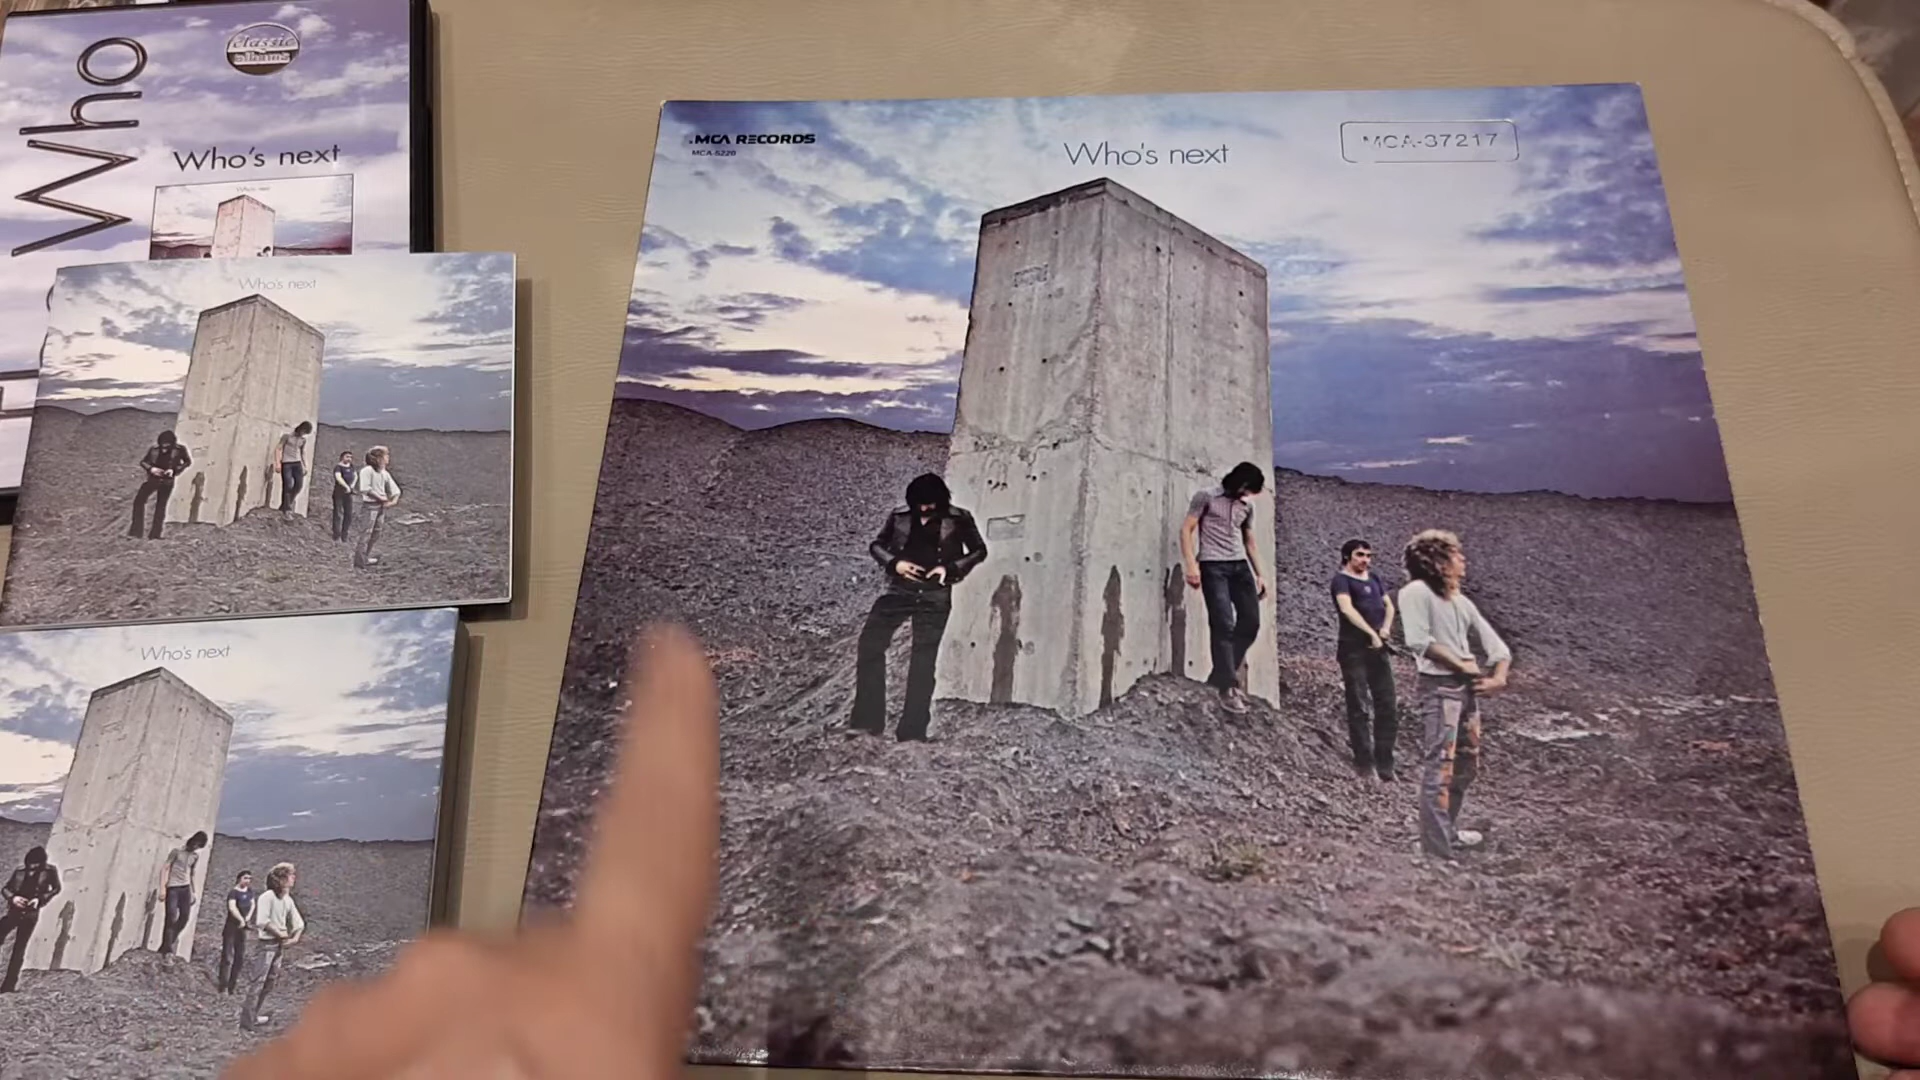 classic
albums
Who
Who's next
Who's next
Who's next
MCA RECORDS
MCA-5220
Who's next
MCA-37217